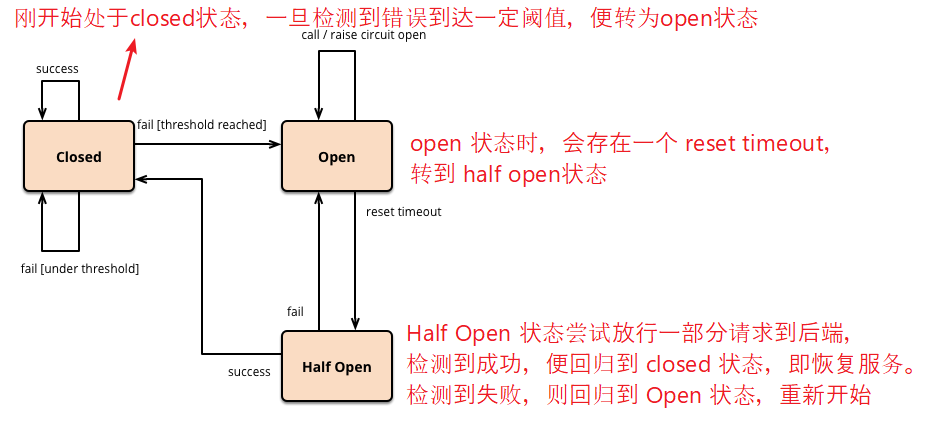 刚开始处于closed状态，一旦检测到错误到达一定阈值，便转为open状态
call / raise circuit open
success
fail [threshold reached]
Closed
Open
open 状态时，会存在一个 reset timeout，
转到 half open状态
reset timeout
fail [under threshold]
fail
Half Open 状态尝试放行一部分请求到后端，
检测到成功，便回归到 closed 状态，即恢复服务。
检测到失败，则回归到 Open 状态，重新开始
success
Half Open